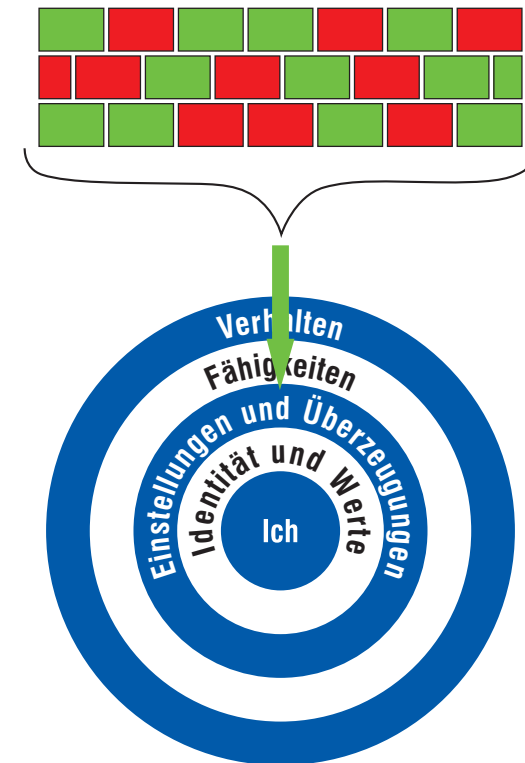 Verhalten
Fähigkeiten
Einstellungen und Überzeugungen
Identität und Werte
Ich